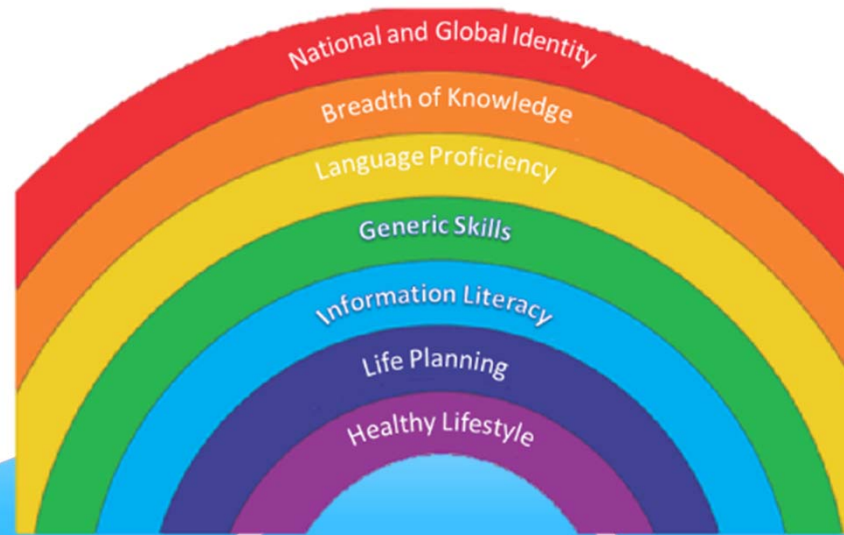 National and Global Identity
Breadth of Knowledge
Language Proficiency
Generic Skills
Information Literacy
Life Planning
Healthy Lifestyle